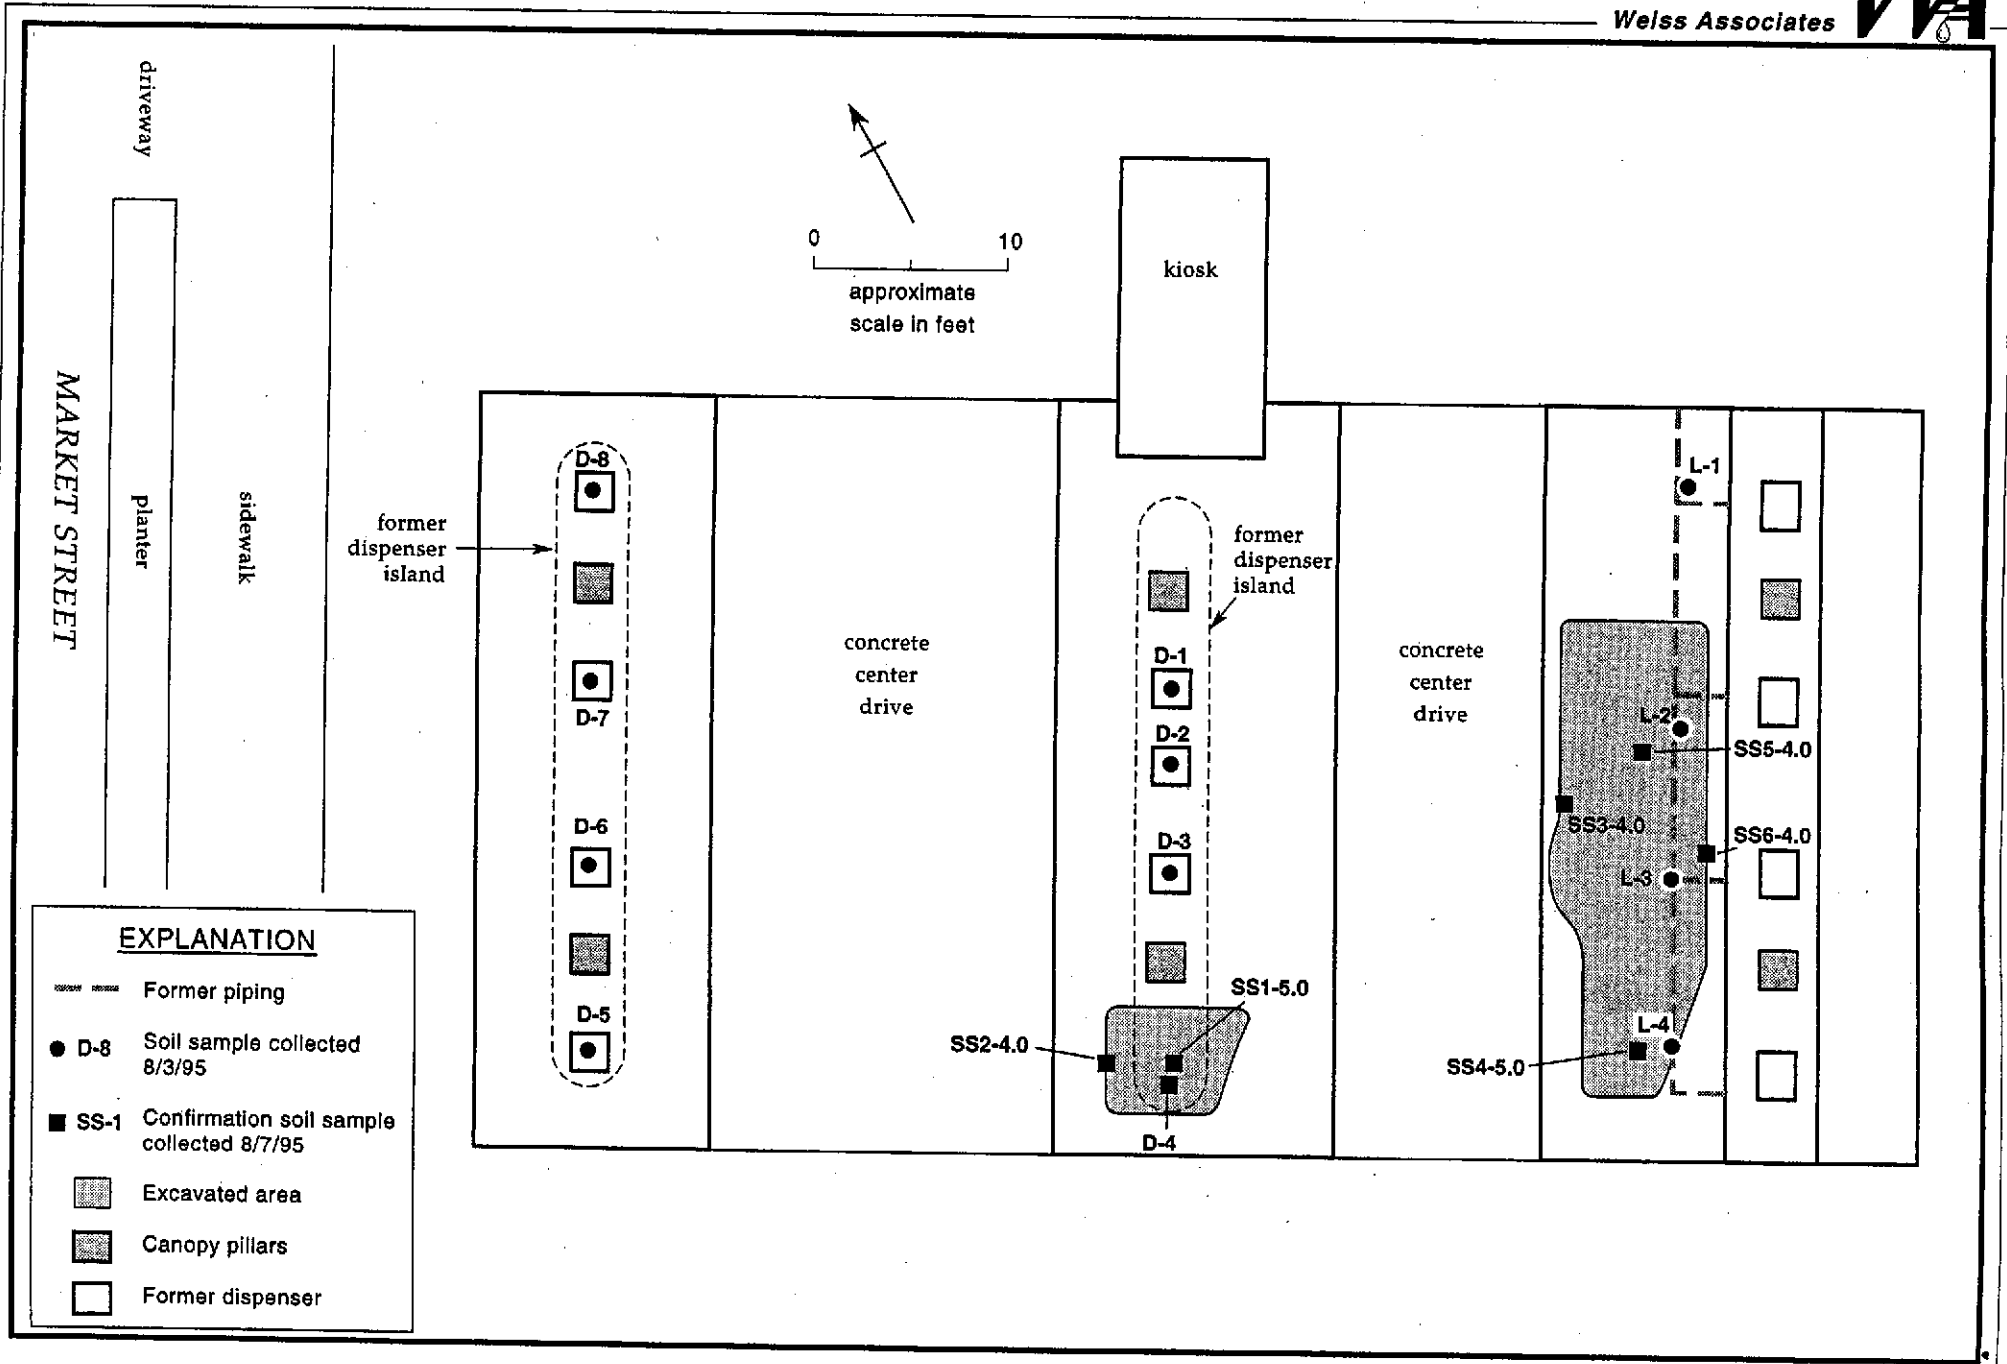 Weiss Associates
WA
driveway
MARKET STREET
planter
sidewalk
0 10
approximate
scale in feet
kiosk
former
dispenser
island
D-8
D-7
D-6
D-5
concrete
center
drive
former
dispenser
island
D-1
D-2
D-3
SS1-5.0
SS2-4.0
D-4
concrete
center
drive
L-1
L-2
SS5-4.0
SS3-4.0
SS6-4.0
L-3
L-4
SS4-5.0
EXPLANATION
Former piping
D-8 Soil sample collected
8/3/95
SS-1 Confirmation soil sample
collected 8/7/95
Excavated area
Canopy pillars
Former dispenser